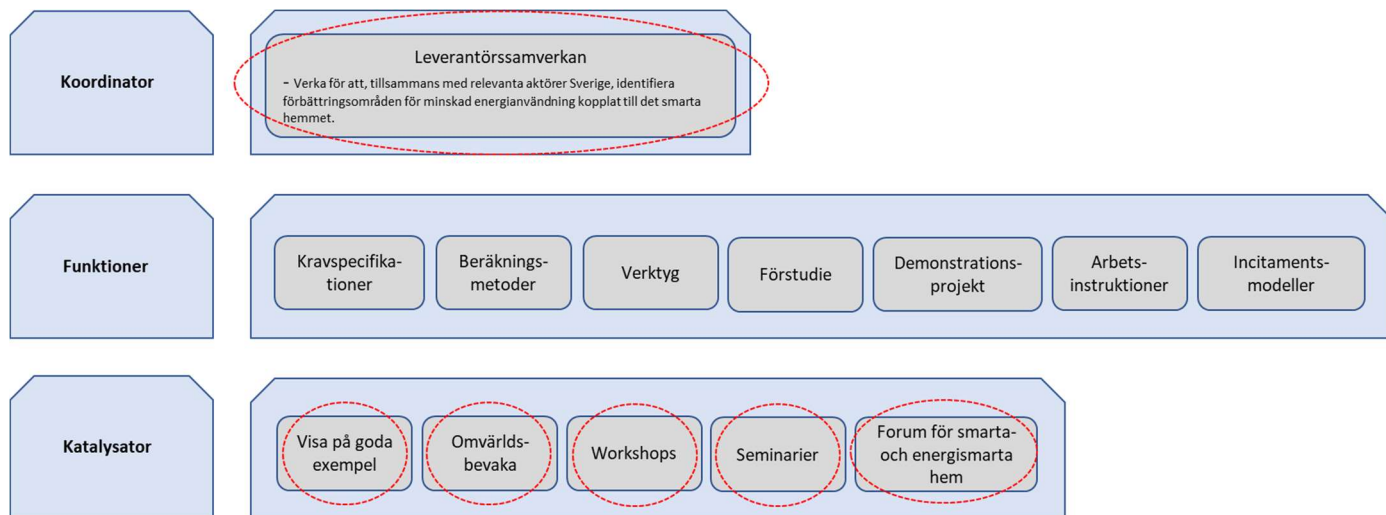 Koordinator
Leverantörssamverkan
- Verka för att, tillsammans med relevanta aktörer Sverige, identifiera
förbättringsområden för minskad energianvändning kopplat till det smarta
hemmet.
Funktioner
Kravspecifika-
tioner
Beräknings-
metoder
Verktyg
Förstudie
Demonstrations-
projekt
Arbets-
instruktioner
Incitaments-
modeller
Katalysator
Visa på goda
exempel
Omvärlds-
bevaka
Workshops
Seminarier
Forum för smarta-
och energismarta
hem